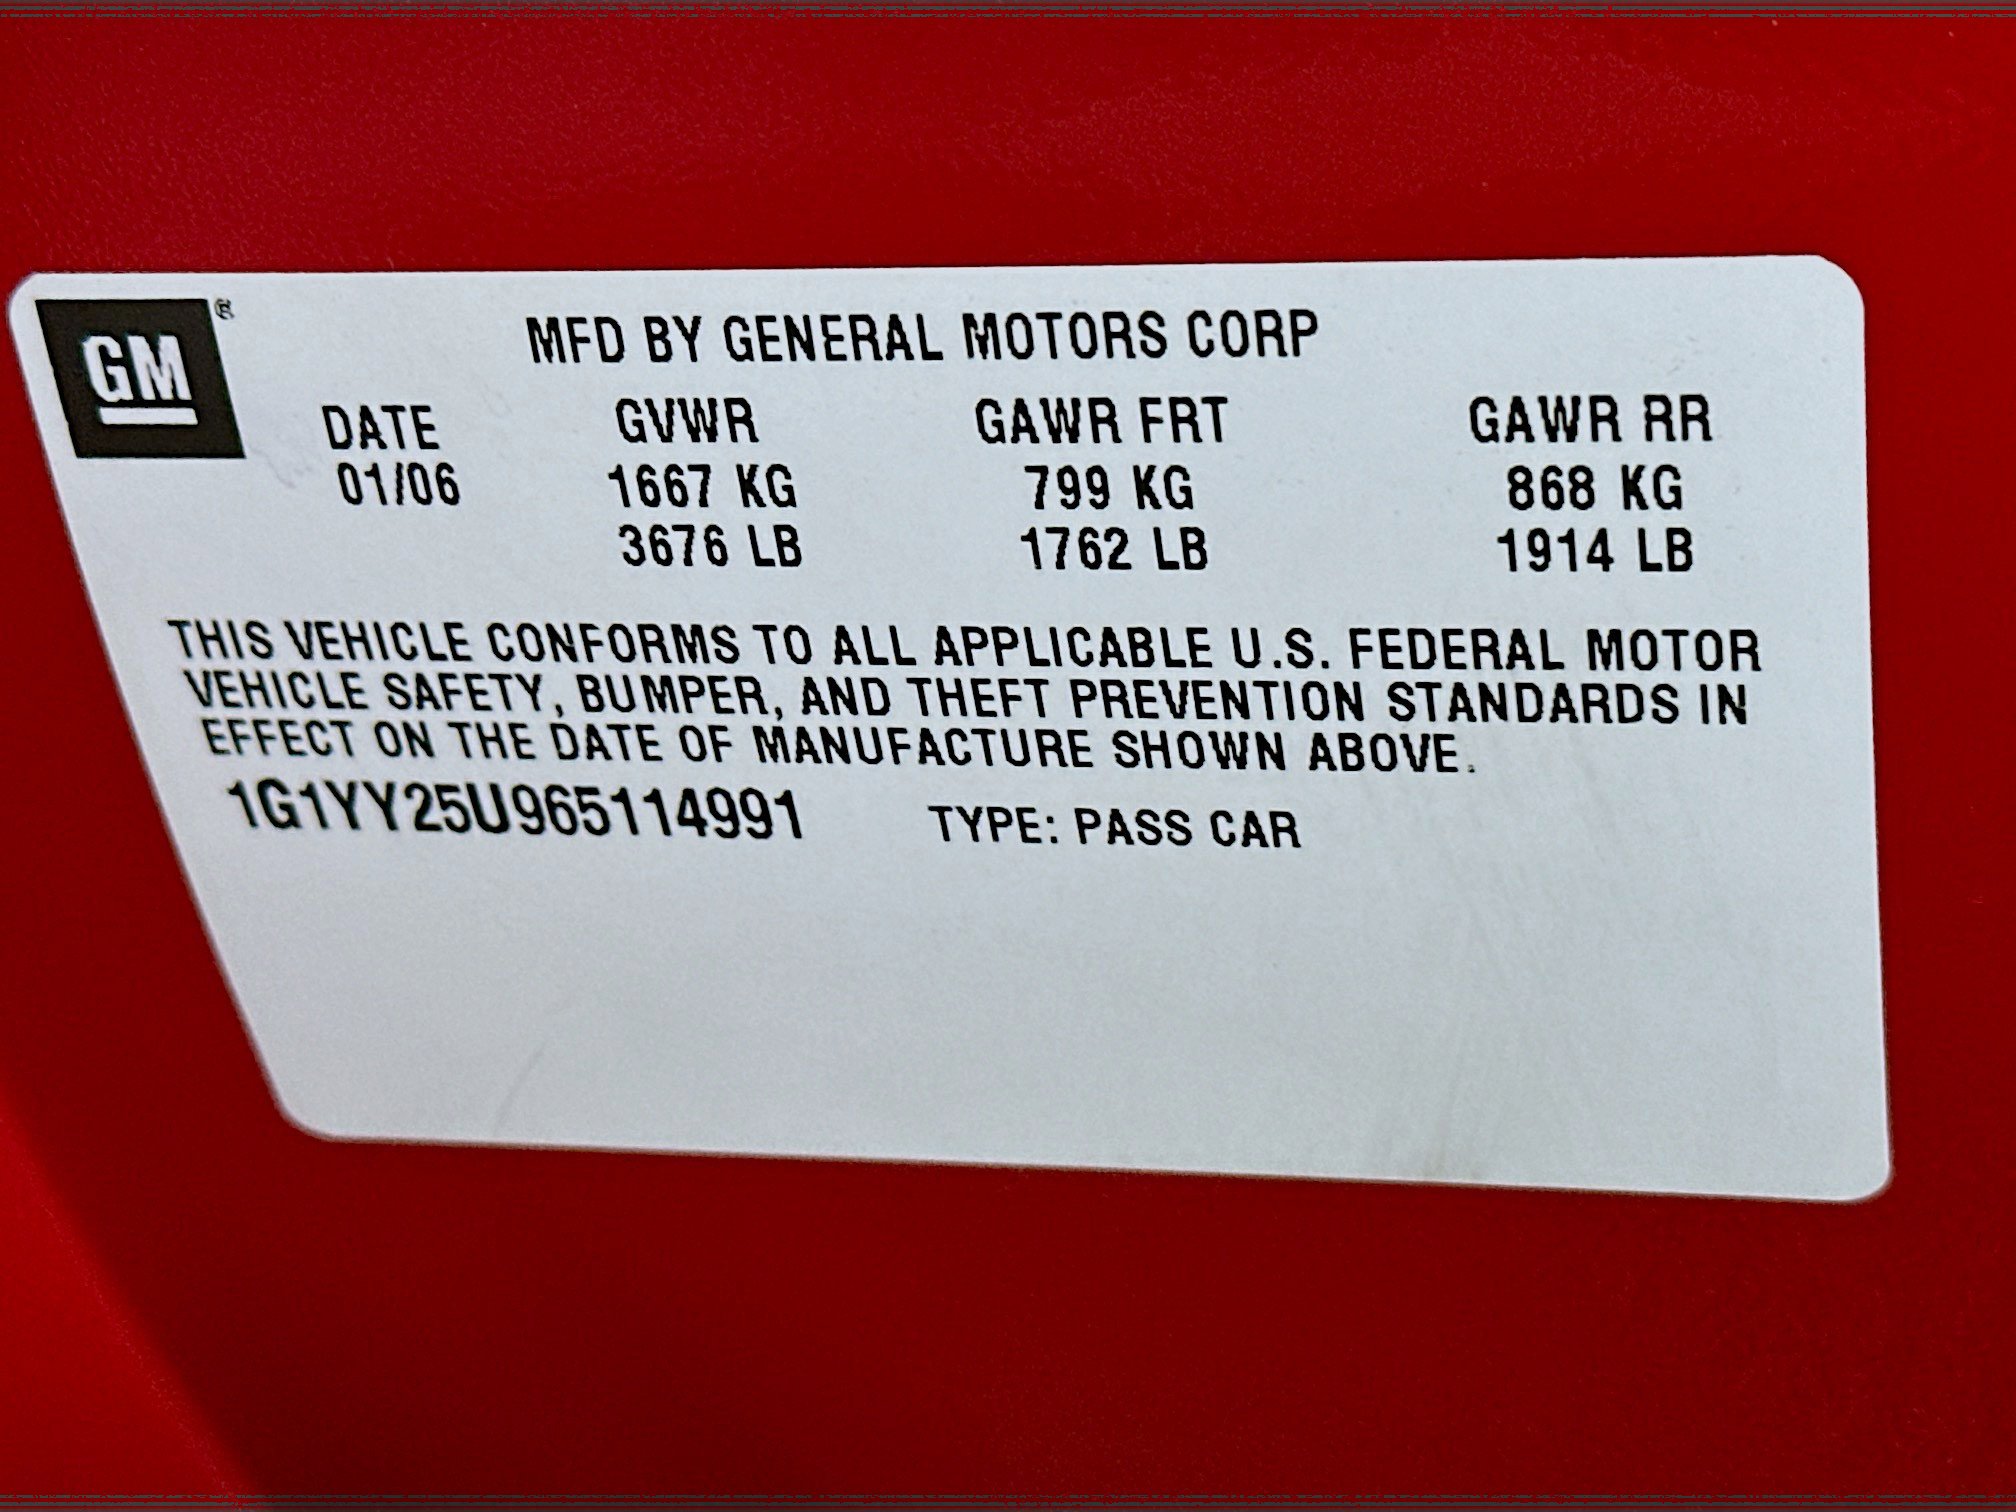 GM ®
MFD BY GENERAL MOTORS CORP
DATE GVWR GAWR FRT GAWR RR
01/06 1667 KG 799 KG 868 KG
3676 LB 1762 LB 1914 LB
THIS VEHICLE CONFORMS TO ALL APPLICABLE U.S. FEDERAL MOTOR
VEHICLE SAFETY, BUMPER, AND THEFT PREVENTION STANDARDS IN
EFFECT ON THE DATE OF MANUFACTURE SHOWN ABOVE.
1G1YY25U965114991 TYPE: PASS CAR